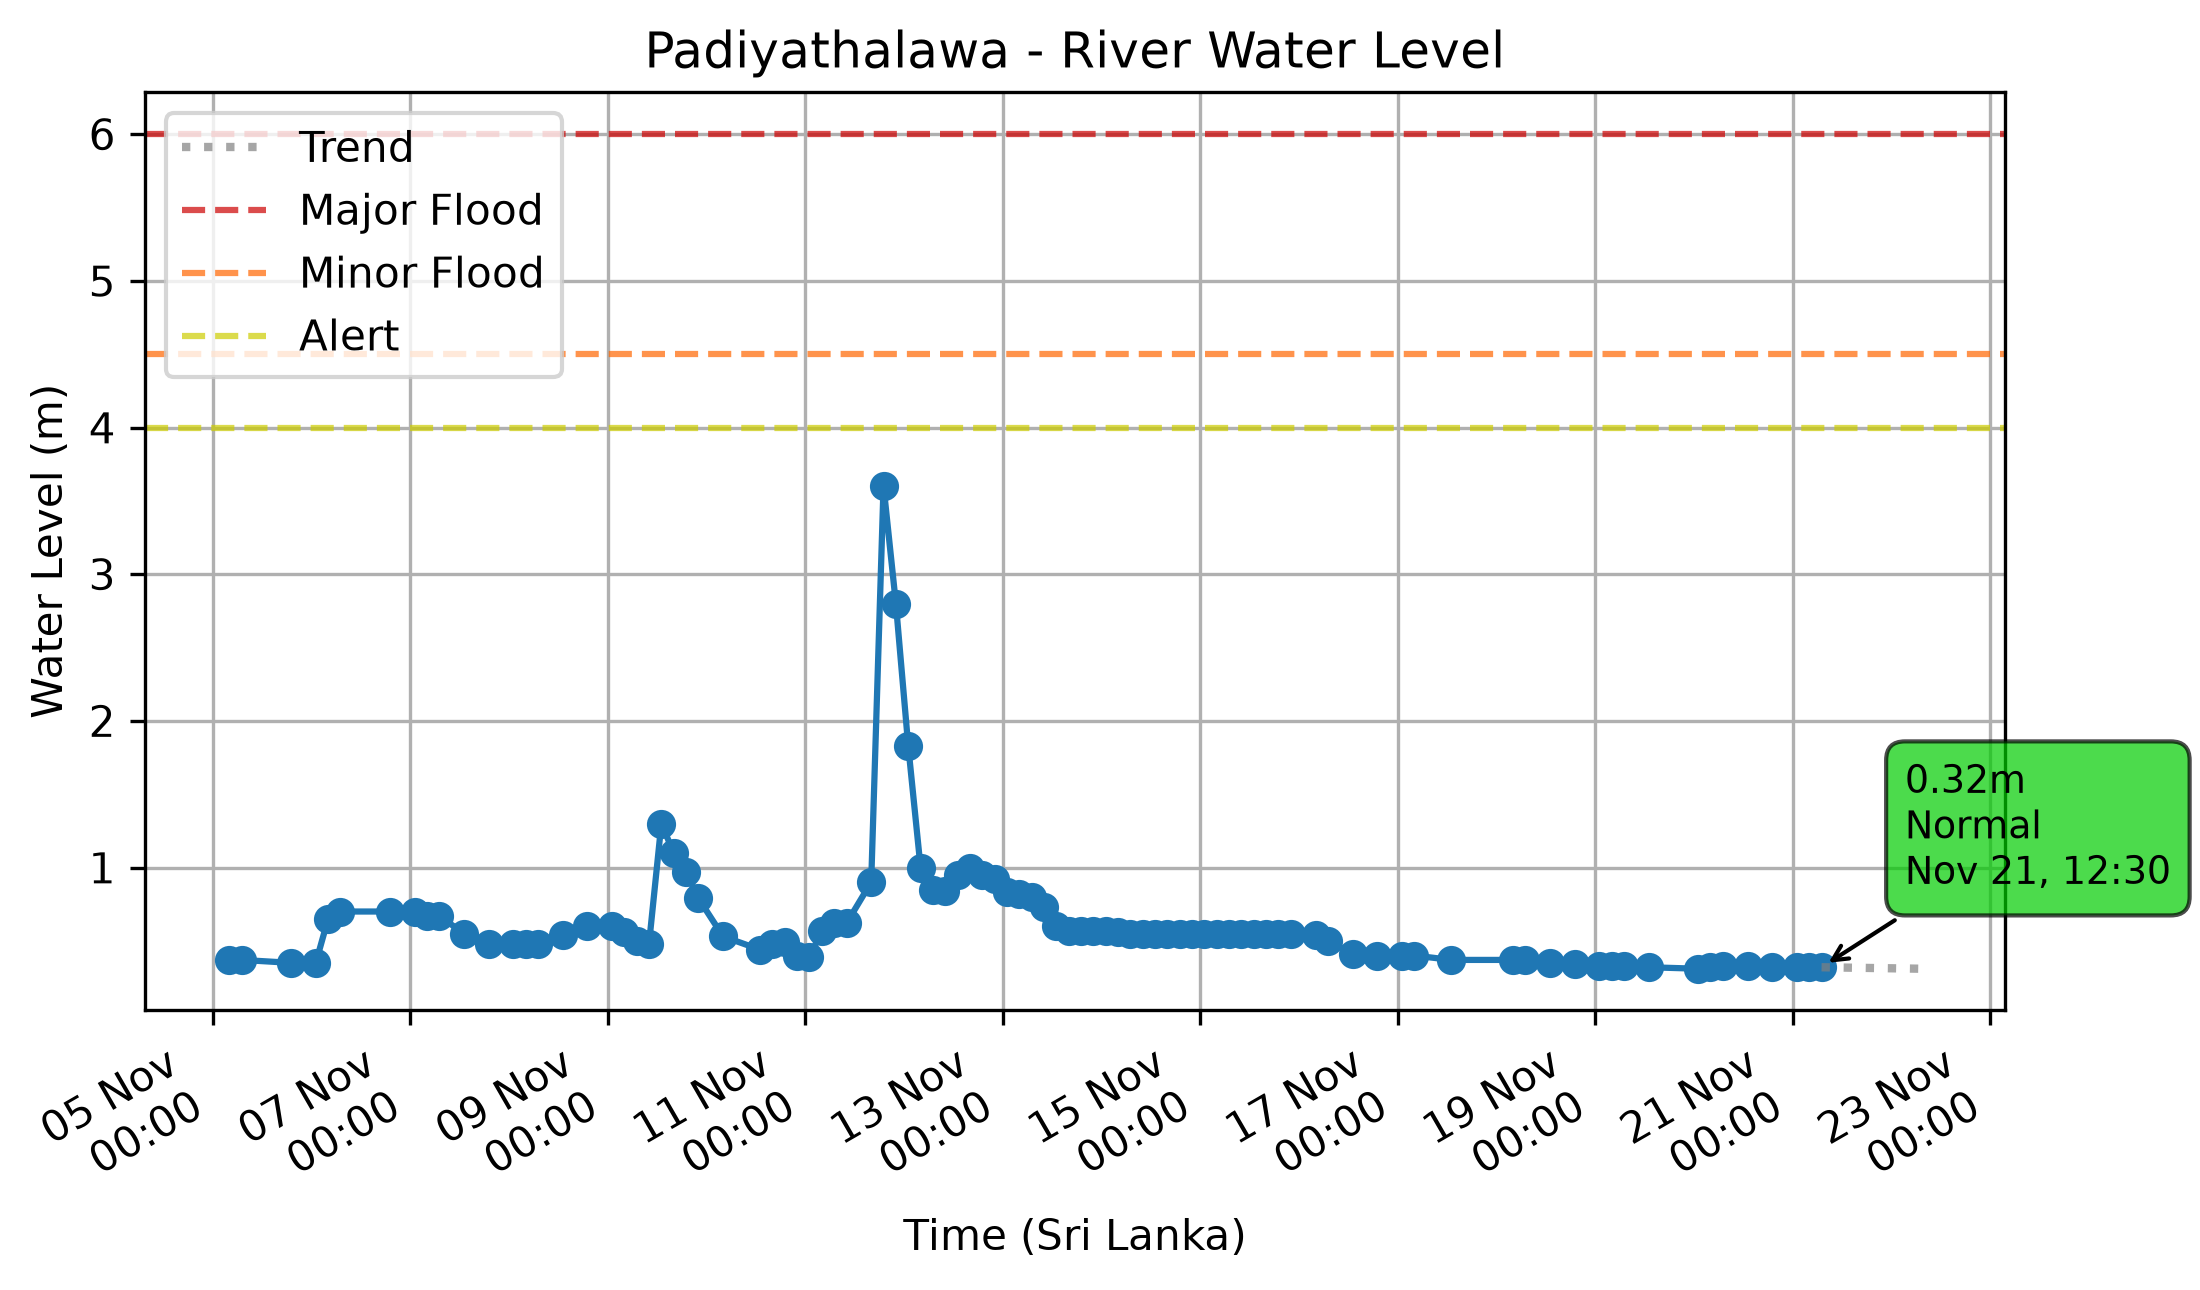 Padiyathalawa - River Water Level
Trend
Major Flood
Minor Flood
Alert
Water Level (m)
6
5
4
3
2
1
0.32m
Normal
Nov 21, 12:30
05 Nov
00:00
07 Nov
00:00
09 Nov
00:00
11 Nov
00:00
13 Nov
00:00
15 Nov
00:00
17 Nov
00:00
19 Nov
00:00
21 Nov
00:00
23 Nov
00:00
Time (Sri Lanka)